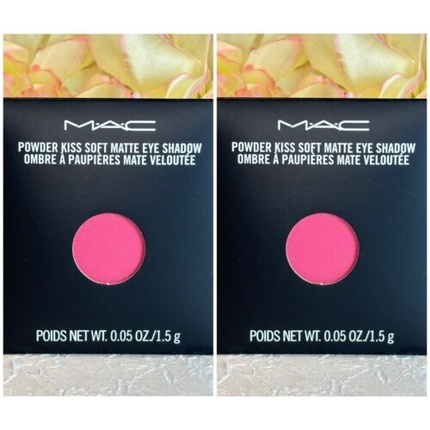 MAC
POWDER KISS SOFT MATTE EYE SHADOW
OMBRE À PAUPIÈRES MATE VELOUTÉE
POIDS NET WT. 0.05 OZ./1.5 g
MAC
POWDER KISS SOFT MATTE EYE SHADOW
OMBRE À PAUPIÈRES MATE VELOUTÉE
POIDS NET WT. 0.05 OZ./1.5 g